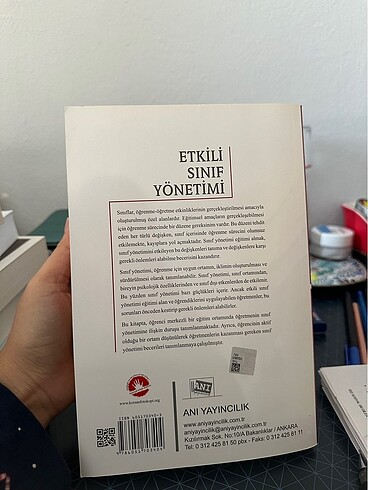 ETKİLİ
SINIF
YÖNETİMİ
Sınıflar, öğrenme-öğretme etkinliklerinin gerçekleştirilmesi amacıyla
oluşturulmuş özel alanlardır. Eğitimsel amaçların gerçekleşebilmesi
için öğrenme sürecinde bir düzene gereksinim vardır. Bu düzeni tehdit
eden her türlü değişken, sınıf içerisinde öğrenme sürecini olumsuz
etkilemekte, kayıplara yol açmaktadır. Sınıf yönetimi eğitimi almak,
sınıf yönetimini etkileyen bu değişkenleri tanıma ve değişkenlere karşı
gerekli önlemleri alabilme becerisini kazandırır.
Sınıf yönetimi, öğrenme için uygun ortamın, iklimin oluşturulması ve
sürdürülmesi olarak tanımlanabilir. Sınıf yönetimi, sınıf ortamından,
bireyin psikolojik özelliklerinden ve sınıf dışı etkenlerden de etkilenir.
Bu yüzden sınıf yönetimi bazı güçlükleri içerir. Ancak etkili sınıf
yönetimi eğitimi alan ve öğrendiklerini uygulayabilen öğretmenler, bu
sorunları önceden kestirip gerekli önlemleri alabilirler.
Bu kitapta, öğrenci merkezli bir eğitim ortamında öğretmenin sınıf
yönetimine ilişkin duruşu tanımlanmaktadır. Ayrıca, öğrencinin aktif
olduğu bir ortam düşünülerek öğretmenlerin kazanması gereken sınıf
yönetimi becerileri tanımlanmaya çalışılmıştır.
ANI
ANI YAYINCILIK
www.aniyayincilik.com.tr
aniyayincilik@aniyayincilik.com.tr
Kızılırmak Sok. No:10/A Bakanlıklar / ANKARA
Tel: 0 312 425 81 50 pbx - Faks: 0 312 425 81 11